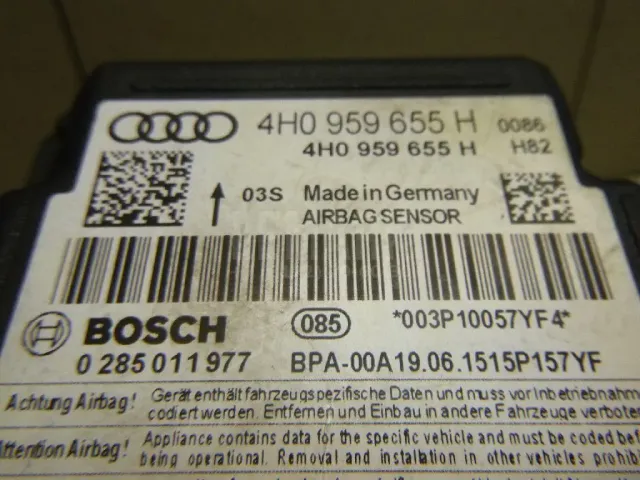 4H0 959 655 H 0086
4H0 959 655 H H82
03S Made in Germany
AIRBAG SENSOR
BOSCH 085 *003P10057YF4*
0 285 011 977 BPA-00A19.06.1515P157YF
Achtung Airbag! Gerät enthält fahrzeugspezifische Daten und muss vor Inbetriebnahm
codiert werden. Entfernen und Einbau in andere Fahrzeuge verboten
Attention Airbag! Appliance contains data for the specific vehicle and must be coded befo
being operational. Removal and installation in other vehicles prohibi